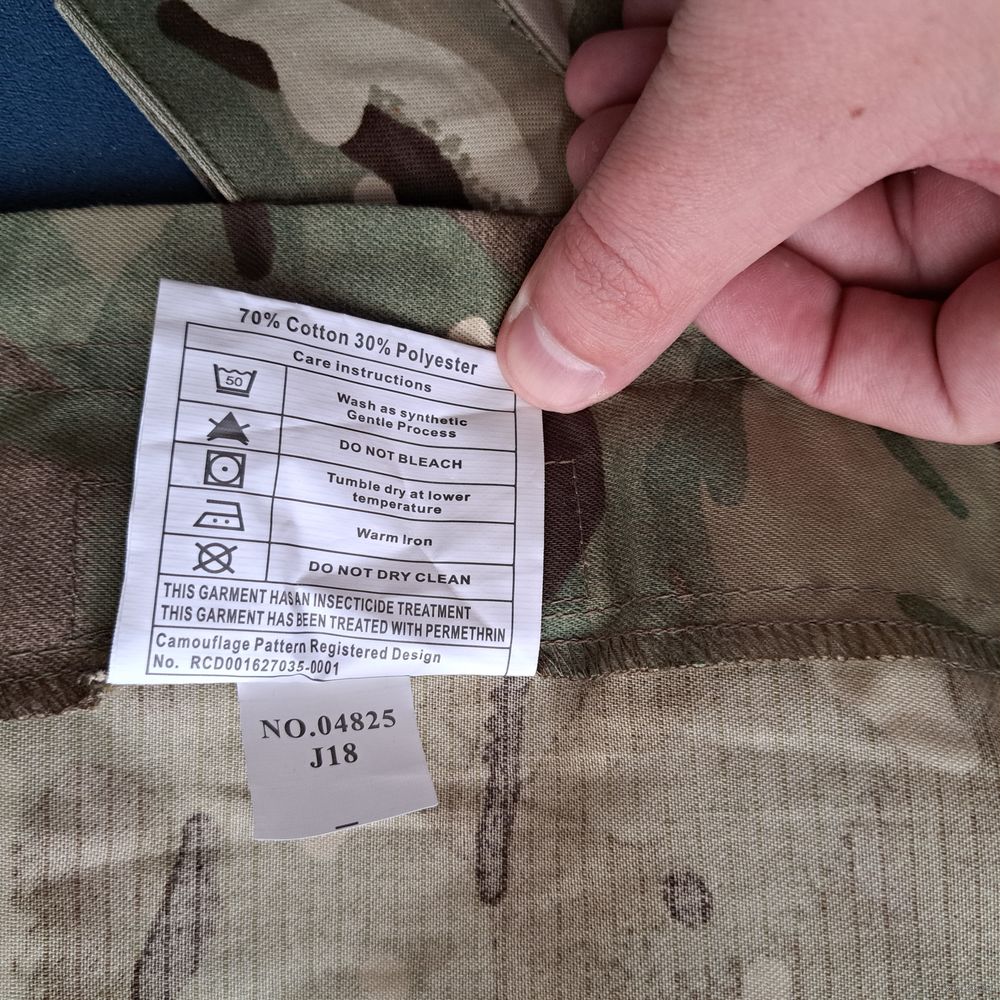 70% Cotton 30% Polyester
Care instructions
50
Wash as synthetic
Gentle Process
DO NOT BLEACH
Tumble dry at lower
temperature
Warm Iron
DO NOT DRY CLEAN
THIS GARMENT HAS AN INSECTICIDE TREATMENT
THIS GARMENT HAS BEEN TREATED WITH PERMETHRIN
Camouflage Pattern Registered Design
No. RCD001627035-0001
NO.04825
J18